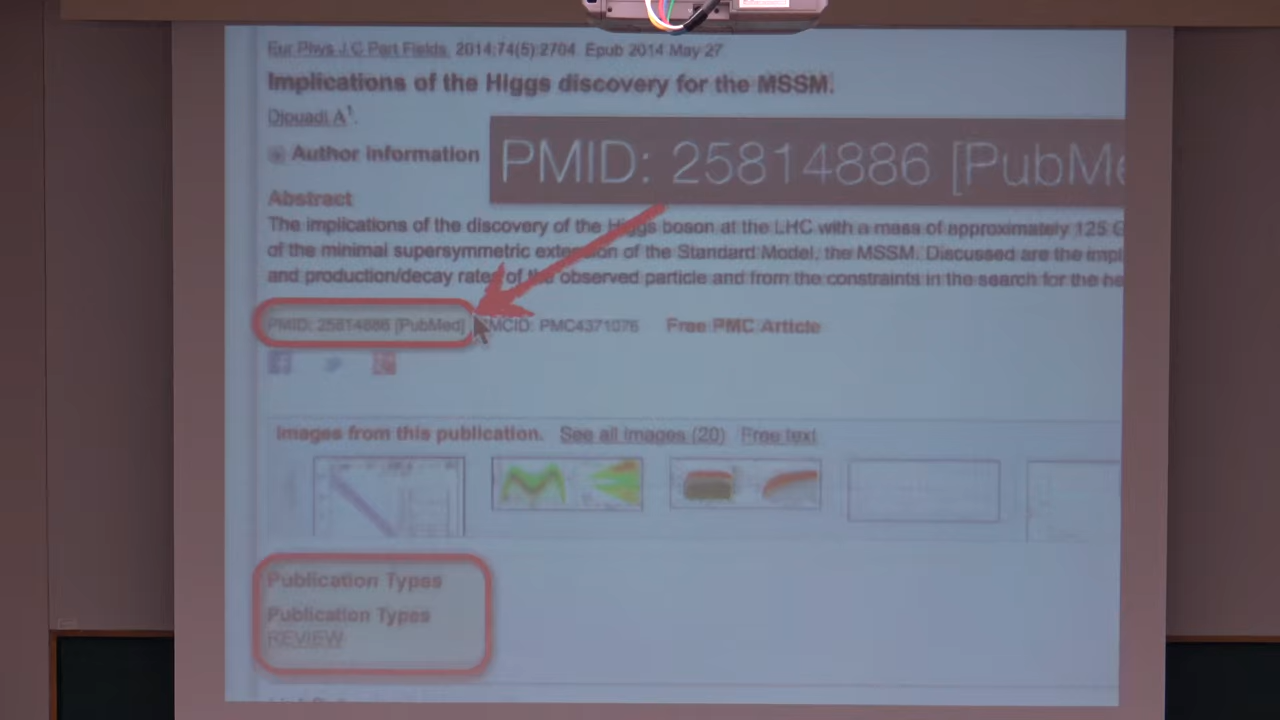 Eur Phys J C Part Fields. 2014;74(5):2704. Epub 2014 May 27
Implications of the Higgs discovery for the MSSM.
Djouadi A1.
Author information
PMID: 25814886 [PubMe
Abstract
The implications of the discovery of the Higgs boson at the LHC with a mass of approximately 125 G
of the minimal supersymmetric extension of the Standard Model, the MSSM. Discussed are the impl
and production/decay rates of the observed particle and from the constraints in the search for the he
PMID: 25814886 [PubMed] PMCID: PMC4371076 Free PMC Article
Images from this publication. See all images (20) Free text
Publication Types
Publication Types
REVIEW